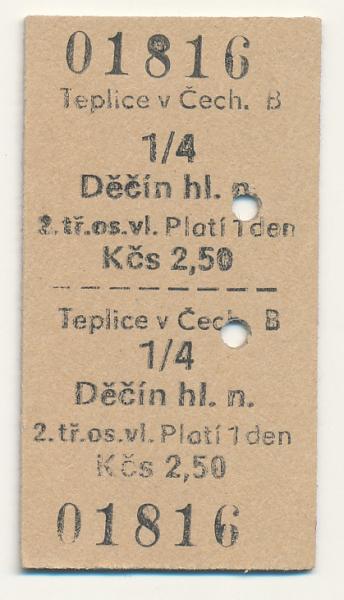 01816
Teplice v Čech. B
1/4
Děčín hl. n.
2.tř.os.vl. Platí 1 den
Kčs 2,50
Teplice v Čech. B
1/4
Děčín hl. n.
2.tř.os.vl. Platí 1 den
Kčs 2,50
01816